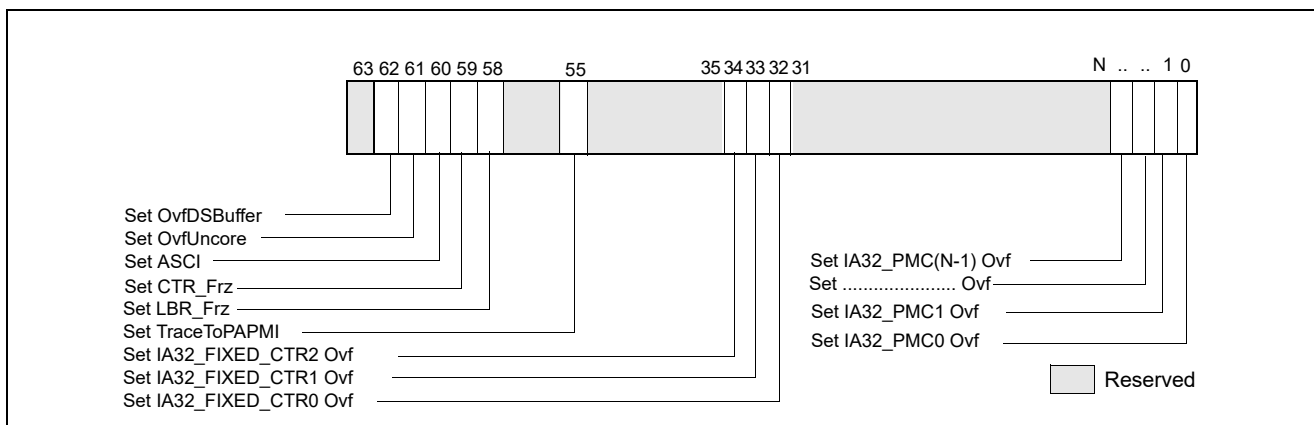 63 62 61 60 59 58 55 35 34 33 32 31 N .. .. 1 0
Set OvfDSBuffer
Set OvfUncore
Set ASCI
Set CTR_Frz
Set LBR_Frz
Set TraceToPAPMI
Set IA32_FIXED_CTR2 Ovf
Set IA32_FIXED_CTR1 Ovf
Set IA32_FIXED_CTR0 Ovf
Set IA32_PMC(N-1) Ovf
Set ...................... Ovf
Set IA32_PMC1 Ovf
Set IA32_PMC0 Ovf
Reserved